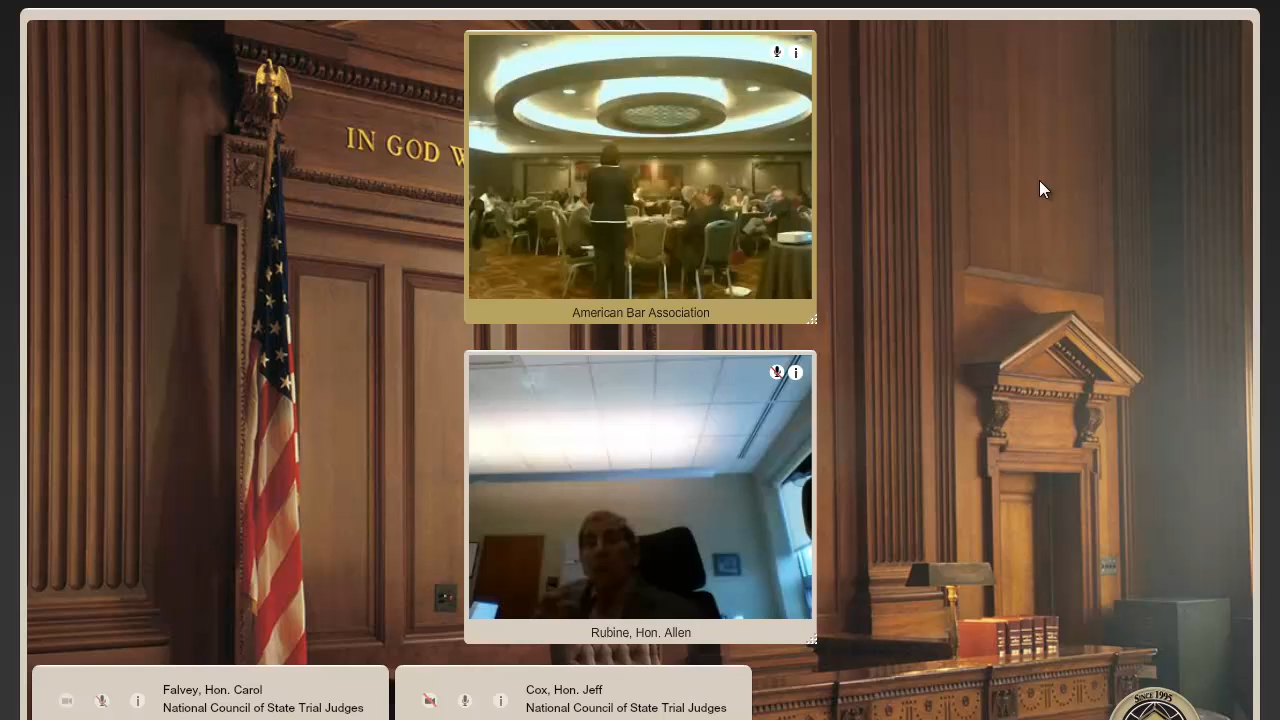 IN GOD W
American Bar Association
Rubine, Hon. Allen
Falvey, Hon. Carol
National Council of State Trial Judges
Cox, Hon. Jeff
National Council of State Trial Judges
SINCE 1995